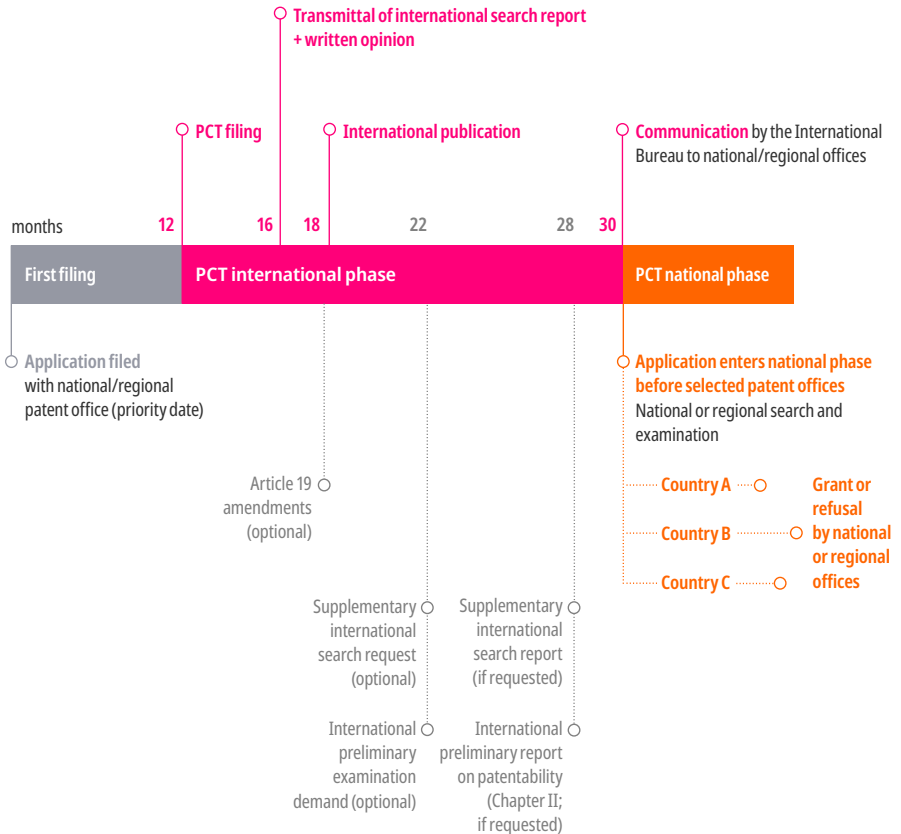 Transmittal of international search report
+ written opinion
PCT filing
International publication
Communication by the International
Bureau to national/regional offices
months
12
16
18
22
28
30
First filing
PCT international phase
PCT national phase
Application filed
with national/regional
patent office (priority date)
Application enters national phase
before selected patent offices
National or regional search and
examination
Article 19
amendments
(optional)
Country A
Country B
Country C
Grant or
refusal
by national
or regional
offices
Supplementary
international
search request
(optional)
Supplementary
international
search report
(if requested)
International
preliminary
examination
demand (optional)
International
preliminary report
on patentability
(Chapter II;
if requested)